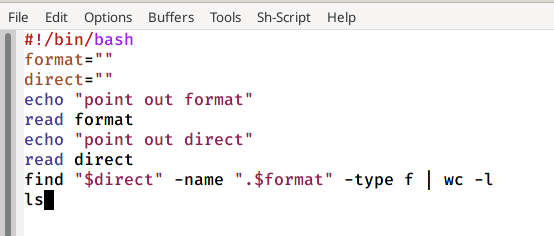 File Edit Options Buffers Tools Sh-Script Help
#!/bin/bash
format=""
direct=""
echo "point out format"
read format
echo "point out direct"
read direct
find "$direct" -name ".$format" -type f | wc -l
ls